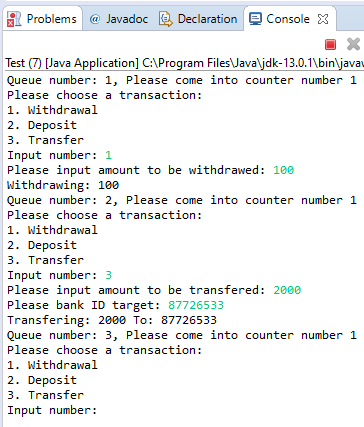 Problems @ Javadoc Declaration Console
Test (7) [Java Application] C:\Program Files\Java\jdk-13.0.1\bin\javaw
Queue number: 1, Please come into counter number 1
Please choose a transaction:
1. Withdrawal
2. Deposit
3. Transfer
Input number: 1
Please input amount to be withdrawed: 100
Withdrawing: 100
Queue number: 2, Please come into counter number 1
Please choose a transaction:
1. Withdrawal
2. Deposit
3. Transfer
Input number: 3
Please input amount to be transfered: 2000
Please bank ID target: 87726533
Transfering: 2000 To: 87726533
Queue number: 3, Please come into counter number 1
Please choose a transaction:
1. Withdrawal
2. Deposit
3. Transfer
Input number: